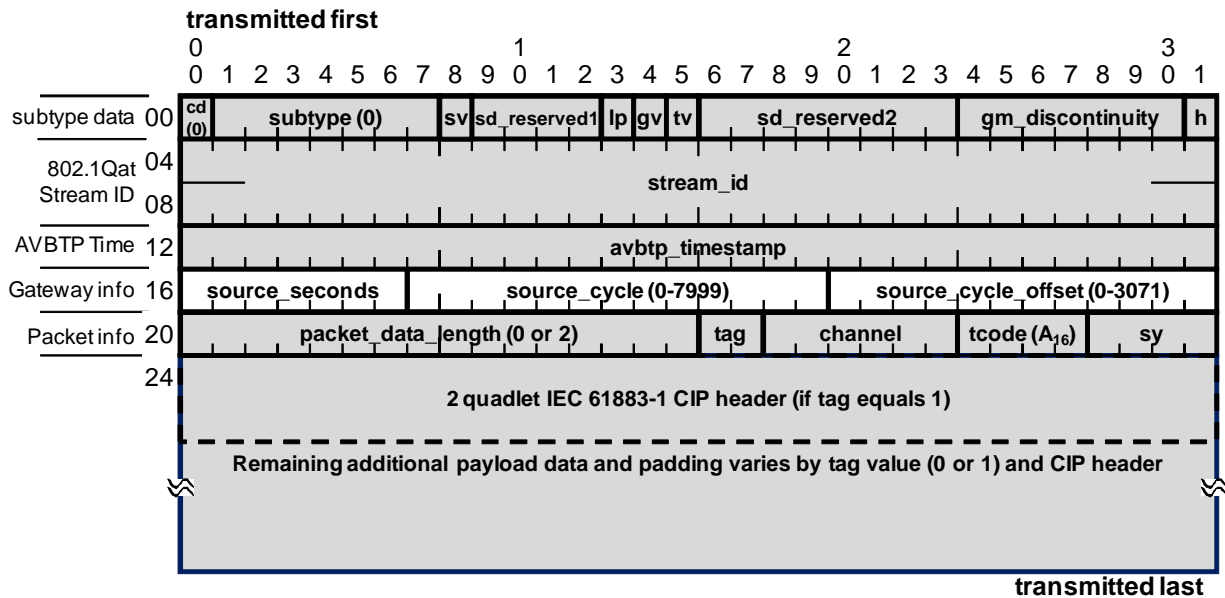 transmitted first
0 1 2 3
0 1 2 3 4 5 6 7 8 9 0 1 2 3 4 5 6 7 8 9 0 1 2 3 4 5 6 7 8 9 0 1
subtype data 00 cd (0) subtype (0) sv sd_reserved1 lp gv tv sd_reserved2 gm_discontinuity h
802.1Qat Stream ID 04 08 stream_id
AVBTP Time 12 avbtp_timestamp
Gateway info 16 source_seconds source_cycle (0-7999) source_cycle_offset (0-3071)
Packet info 20 packet_data_length (0 or 2) tag channel tcode (A16) sy
24
2 quadlet IEC 61883-1 CIP header (if tag equals 1)
Remaining additional payload data and padding varies by tag value (0 or 1) and CIP header
transmitted last